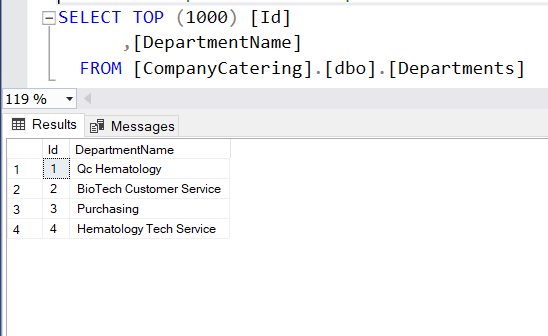 SELECT TOP (1000) [Id]
,[DepartmentName]
FROM [CompanyCatering].[dbo].[Departments]
119 %
Results Messages
Id DepartmentName
1 1 Qc Hematology
2 2 BioTech Customer Service
3 3 Purchasing
4 4 Hematology Tech Service